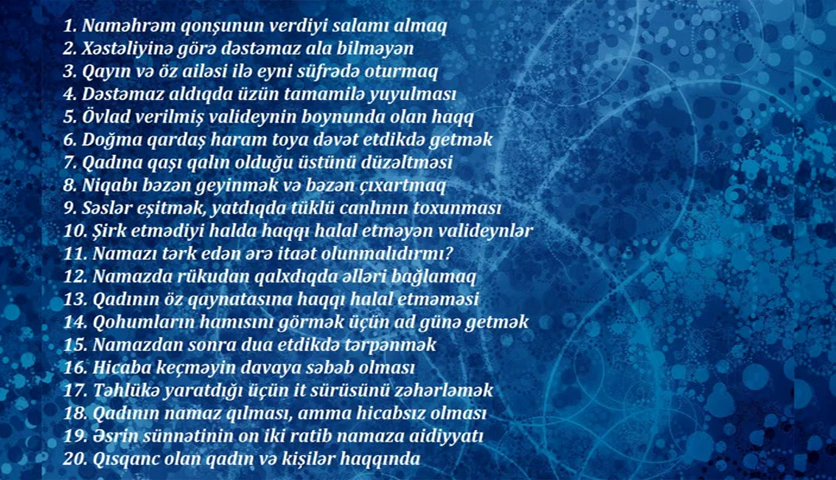 1. Naməhrəm qonşunun verdiyi salamı almaq
2. Xəstəliyinə görə dəstəmaz ala bilməyən
3. Qayın və öz ailəsi ilə eyni süfrədə oturmaq
4. Dəstəmaz aldıqda üzün tamamilə yuyulması
5. Övlad verilmiş valideynin boynunda olan haqq
6. Doğma qardaş haram toya dəvət etdikdə getmək
7. Qadına qaşı qalın olduğu üstünü düzəltməsi
8. Niqabı bəzən geyinmək və bəzən çıxartmaq
9. Səslər eşitmək, yatdıqda tüklü canlının toxunması
10. Şirk etmədiyi halda haqqı halal etməyən valideynlər
11. Namazı tərk edən ərə itaət olunmalıdırmı?
12. Namazda rükudan qalxdıqda əlləri bağlamaq
13. Qadının öz qaynatasına haqqı halal etməməsi
14. Qohumların hamısını görmək üçün ad günə getmək
15. Namazdan sonra dua etdikdə tərpənmək
16. Hicaba keçməyin davaya səbəb olması
17. Təhlükə yaratdığı üçün it sürüsünü zəhərləmək
18. Qadının namaz qılması, amma hicabsız olması
19. Əsrin sünnətinin on iki ratib namaza aidiyyatı
20. Qısqanc olan qadın və kişilər haqqında